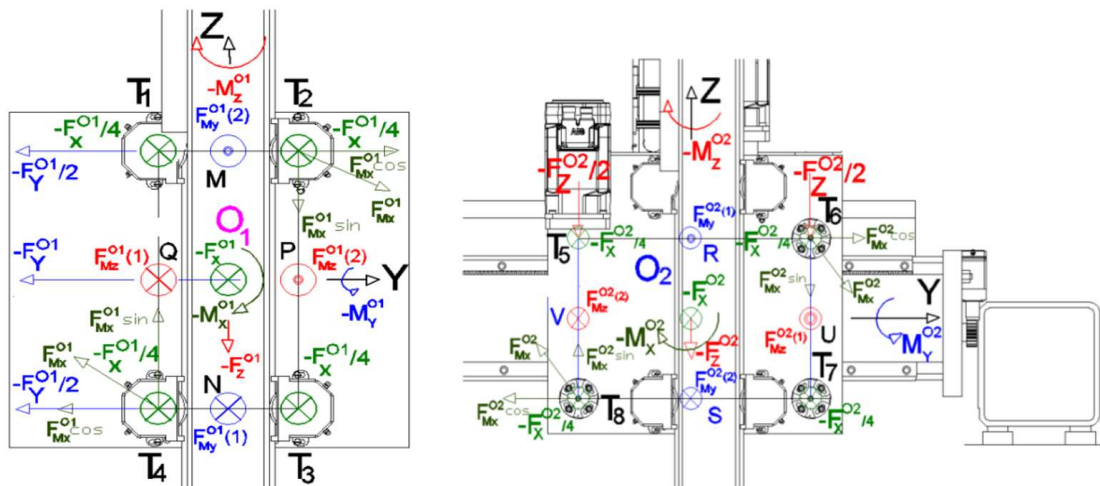 Z
-M_Z^O1
T1
T2
F_My^O1(2)
-F_X^O1/4
-F_X^O1/4
-F_Y^O1/2
M
F_Mx^O1 cos
F_Mx^O1
F_Mx^O1 sin
O1
-F_Y^O1
F_Mz^O1(1)
Q
-F_X^O1
P
F_Mz^O1(2)
Y
-M_Y^O1
F_Mx^O1 sin
-M_X^O1
-F_Z^O1
F_Mx^O1
-F_X^O1/4
F_X^O1/4
-F_Y^O1/2
F_Mx^O1 cos
N
F_My^O1(1)
T4
T3
Z
ABB
-M_Z^O2
-F_Z^O2/2
-F_Z^O2/2
T6
F_My^O2(1)
T5
-F_X^O2/4
R
-F_X^O2/4
F_Mx^O2 cos
O2
F_Mx^O2 sin
F_Mx^O2
V
F_Mz^O2(2)
-F_X^O2
Y
-M_X^O2
F_Mz^O2(1)
U
M_Y^O2
F_Mx^O2
F_Mx^O2 sin
-F_Z^O2
F_My^O2(2)
T7
F_Mx^O2 cos
T8
S
-F_X^O2/4
-F_X^O2/4